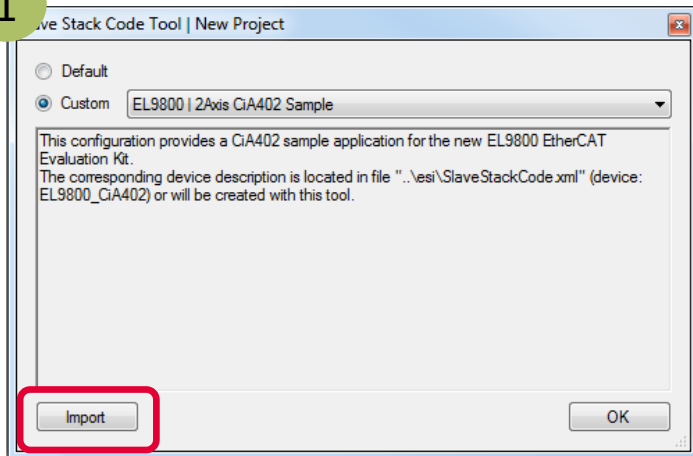 1
ve Stack Code Tool | New Project
Default
Custom
EL9800 | 2Axis CiA402 Sample
This configuration provides a CiA402 sample application for the new EL9800 EtherCAT
Evaluation Kit.
The corresponding device description is located in file "..\esi\SlaveStackCode.xml" (device:
EL9800_CiA402) or will be created with this tool.
Import
OK